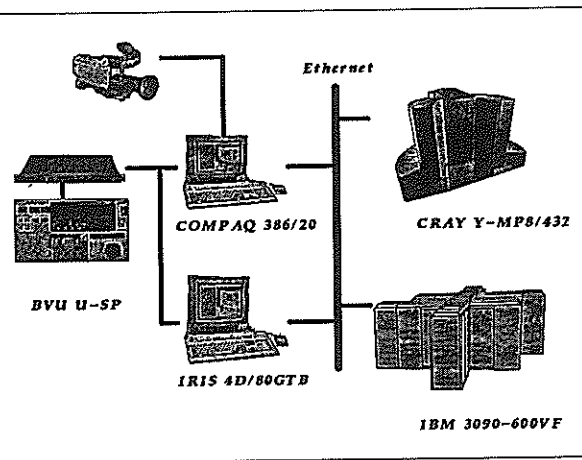 Ethernet
COMPAQ 386/20
CRAY Y-MP8/432
BVU U-SP
IRIS 4D/80GTB
IBM 3090-600VF